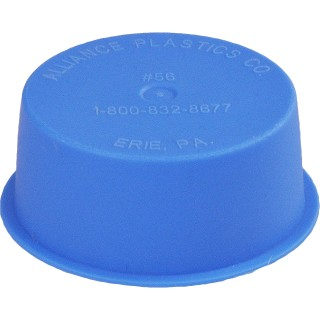 ALLIANCE PLASTICS CO.
#58
1-800-832-8677
ERIE, PA.